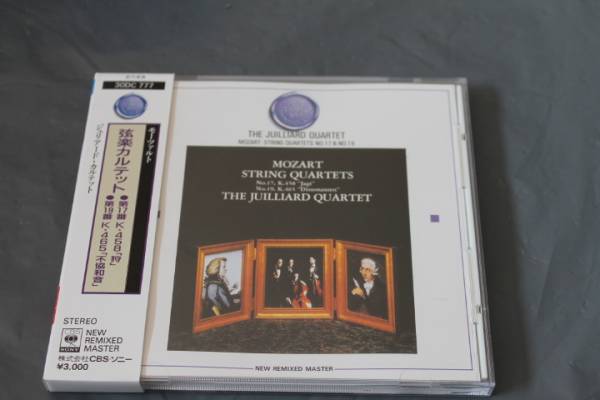 30DC 777
モーツァルト
弦楽カルテット
●第17番 K・458「狩」
●第19番 K・465「不協和音」
ジュリアード・カルテット
STEREO
SONY
NEW
REMIXED
MASTER
株式会社CBS・ソニー
¥3,000
THE JUILLIARD QUARTET
MOZART: STRING QUARTETS NO.17 & NO.19
MOZART
STRING QUARTETS
No.17, K.458 "Jagt"
No.19, K.465 "Dissonanzen"
THE JUILLIARD QUARTET
NEW REMIXED MASTER